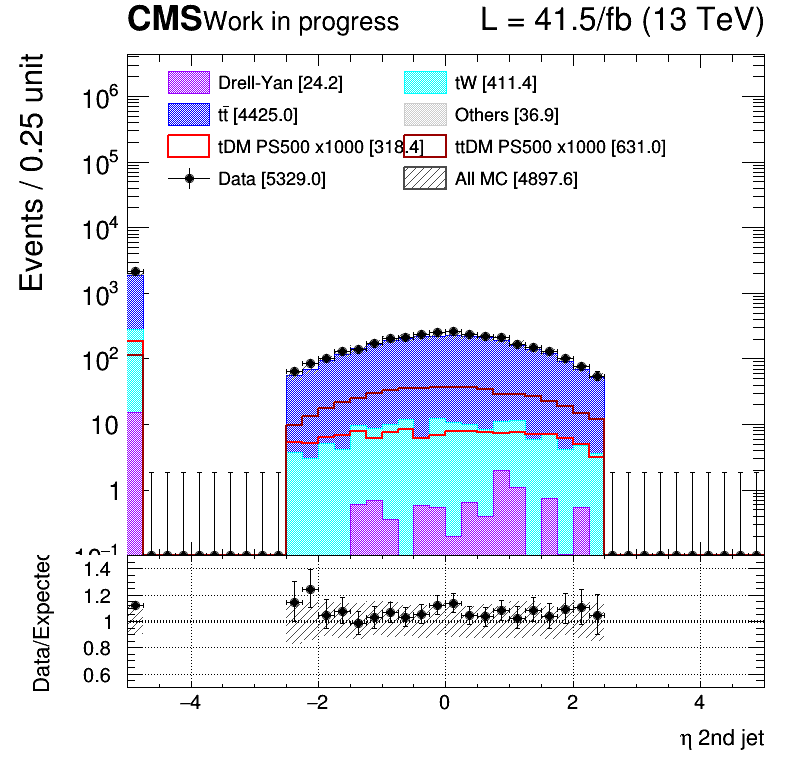 CMS Work in progress L = 41.5/fb (13 TeV)
Events / 0.25 unit
Drell-Yan [24.2] tW [411.4]
tt̄ [4425.0] Others [36.9]
tDM PS500 x1000 [318.4] ttDM PS500 x1000 [631.0]
Data [5329.0] All MC [4897.6]
10⁶
10⁵
10⁴
10³
10²
10
1
10⁻¹
Data/Expected
1.4
1.2
1
0.8
0.6
−4 −2 0 2 4
η 2nd jet